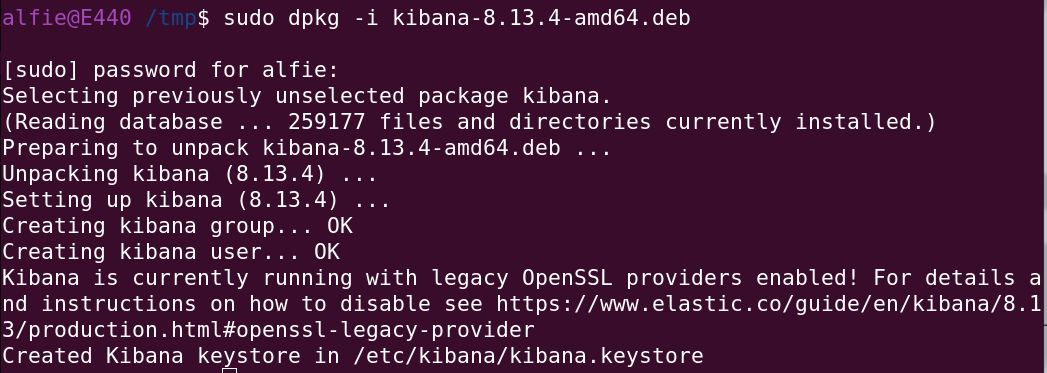 alfie@E440 /tmp$ sudo dpkg -i kibana-8.13.4-amd64.deb
[sudo] password for alfie:
Selecting previously unselected package kibana.
(Reading database ... 259177 files and directories currently installed.)
Preparing to unpack kibana-8.13.4-amd64.deb ...
Unpacking kibana (8.13.4) ...
Setting up kibana (8.13.4) ...
Creating kibana group... OK
Creating kibana user... OK
Kibana is currently running with legacy OpenSSL providers enabled! For details a
nd instructions on how to disable see https://www.elastic.co/guide/en/kibana/8.1
3/production.html#openssl-legacy-provider
Created Kibana keystore in /etc/kibana/kibana.keystore